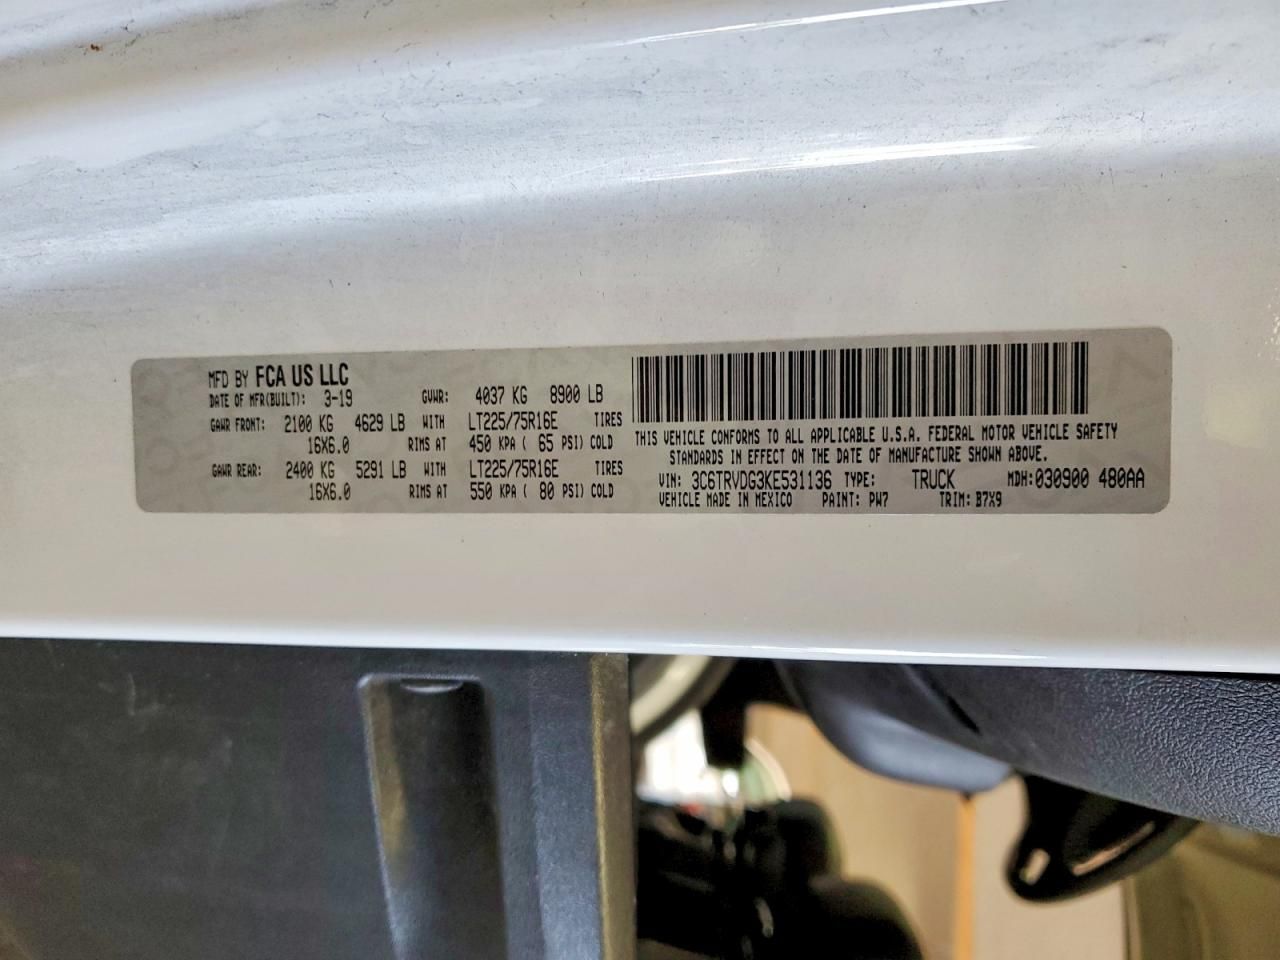 MFD BY FCA US LLC
DATE OF MFR(BUILT): 3-19 GVWR: 4037 KG 8900 LB
GAWR FRONT: 2100 KG 4629 LB WITH LT225/75R16E TIRES
16X6.0 RIMS AT 450 KPA ( 65 PSI) COLD
GAWR REAR: 2400 KG 5291 LB WITH LT225/75R16E TIRES
16X6.0 RIMS AT 550 KPA ( 80 PSI) COLD
THIS VEHICLE CONFORMS TO ALL APPLICABLE U.S.A. FEDERAL MOTOR VEHICLE SAFETY
STANDARDS IN EFFECT ON THE DATE OF MANUFACTURE SHOWN ABOVE.
VIN: 3C6TRVDG3KE531136 TYPE: TRUCK MDH:030900 480AA
VEHICLE MADE IN MEXICO PAINT: PW7 TRIM: B7X9